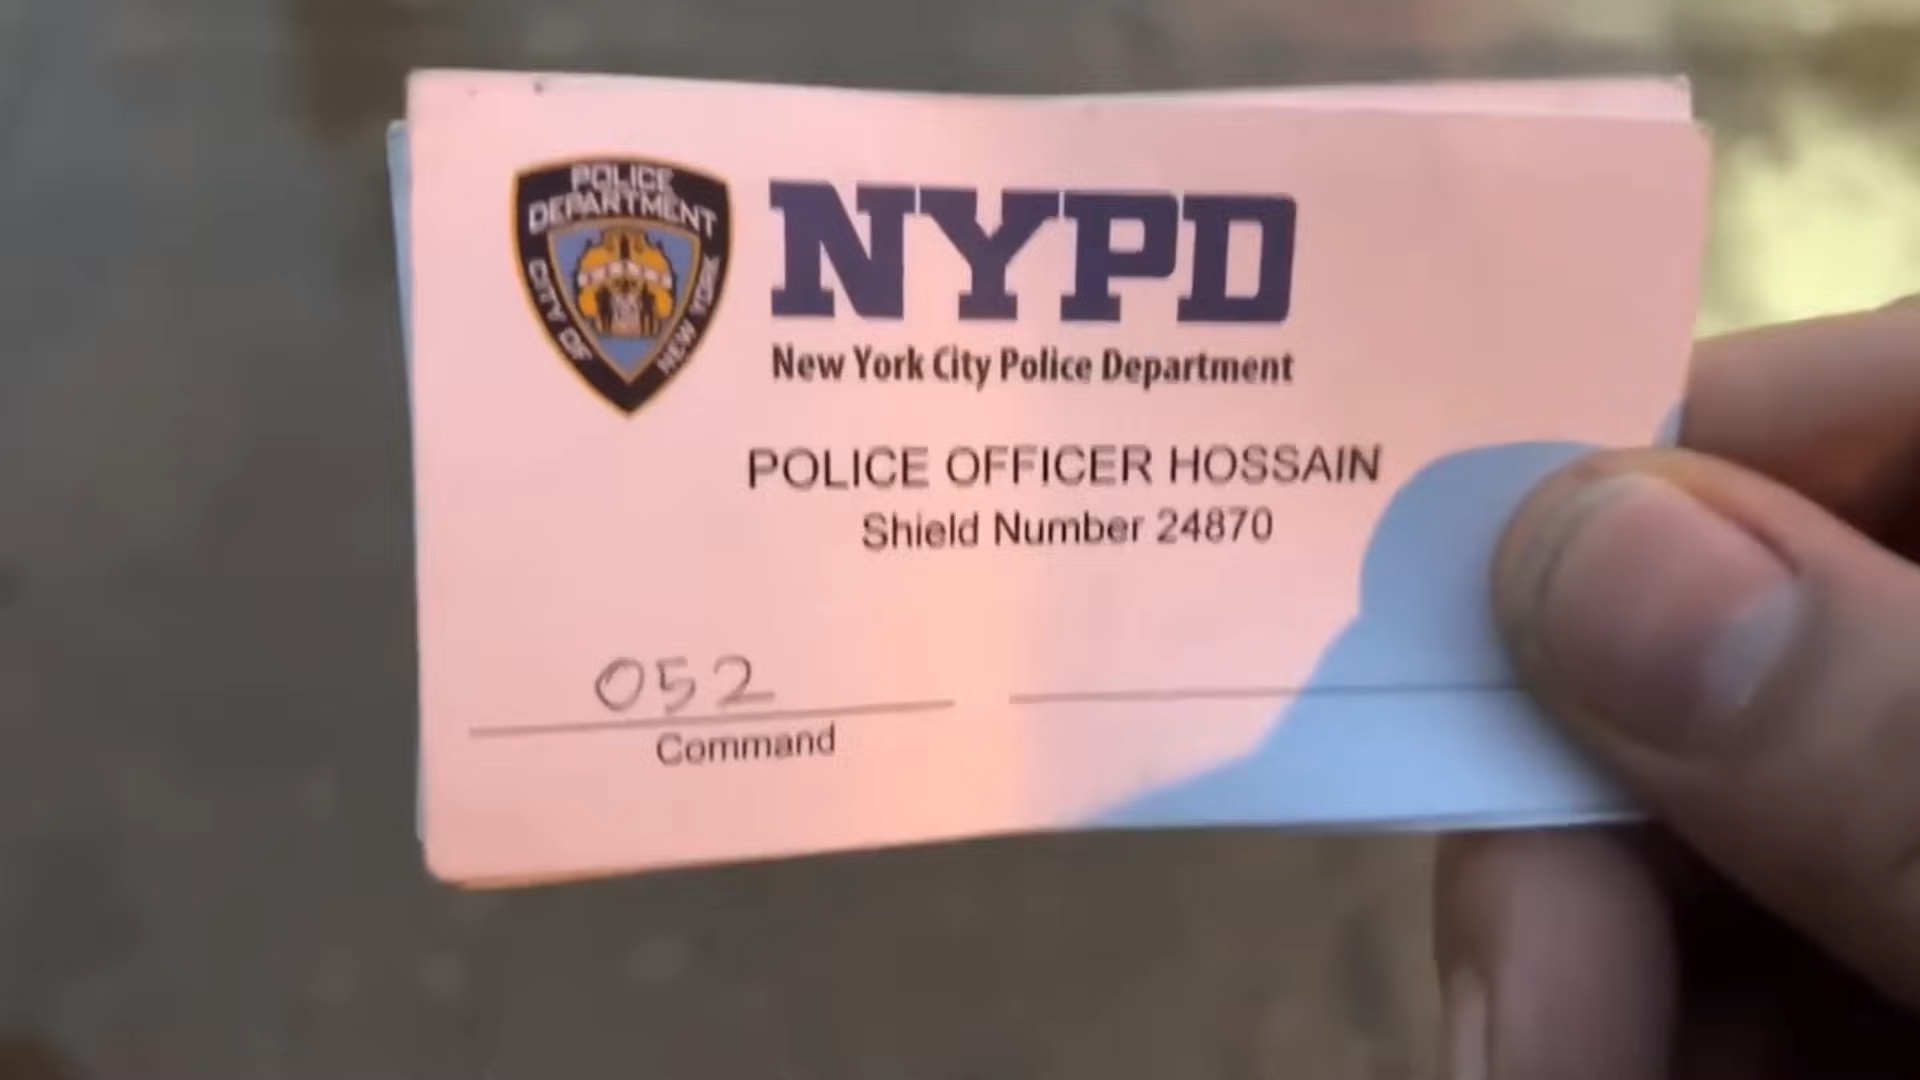 POLICE
DEPARTMENT
CITY OF
NEW YORK
NYPD
New York City Police Department
POLICE OFFICER HOSSAIN
Shield Number 24870
052
Command